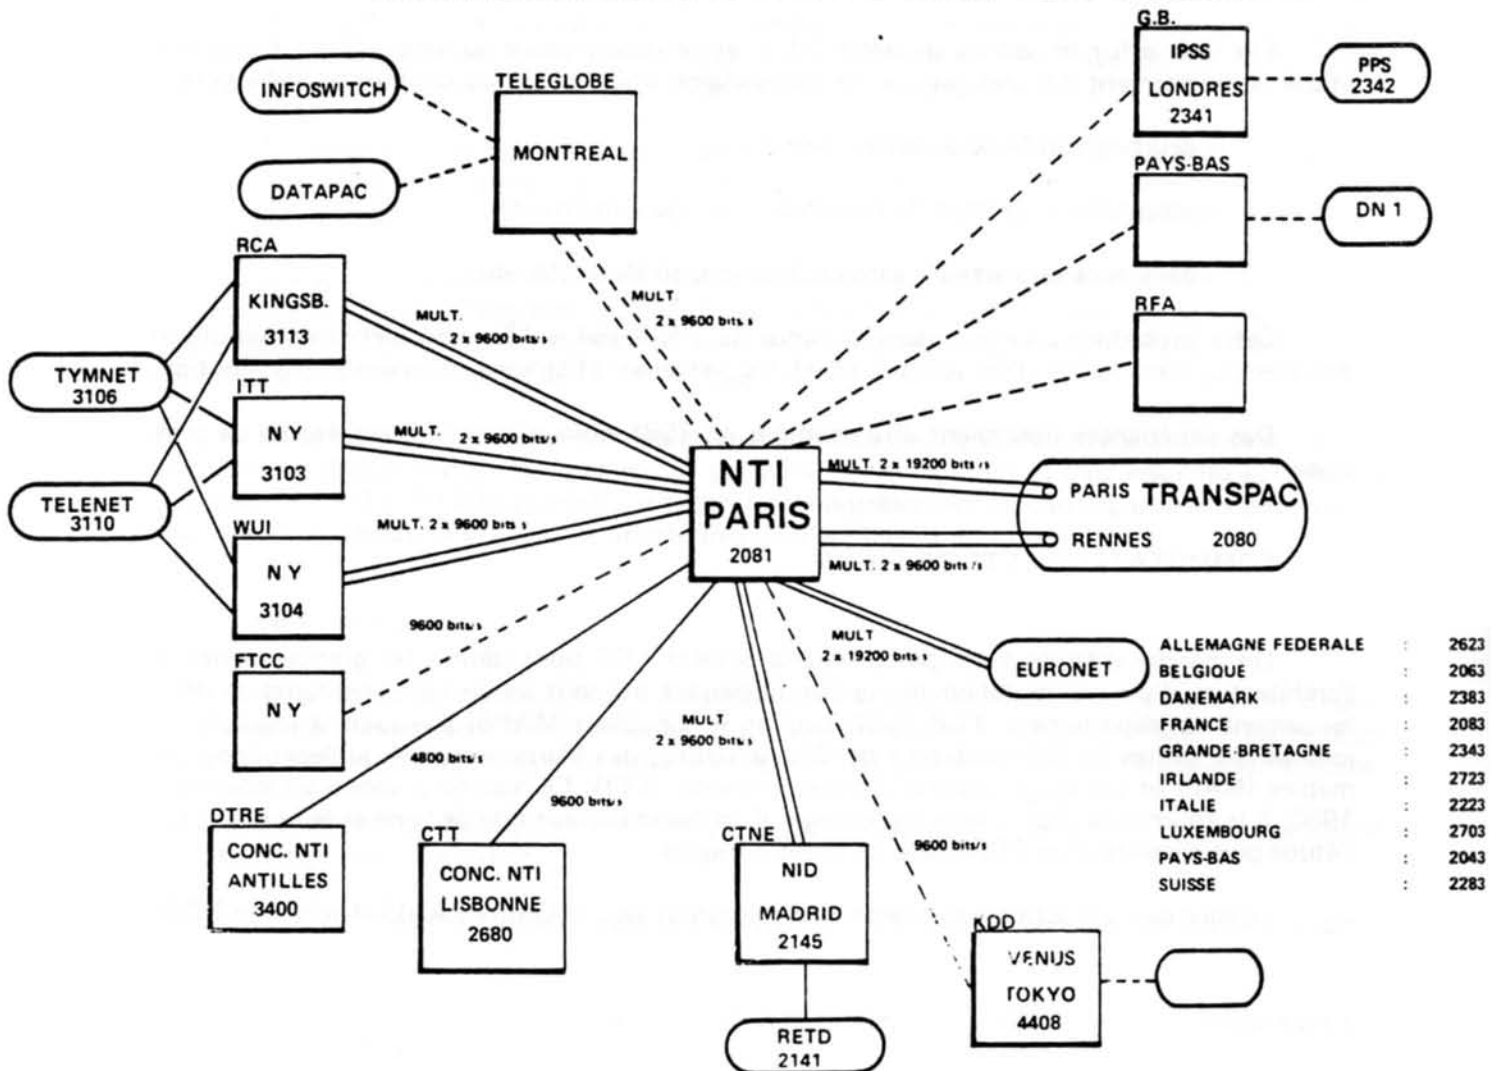 G.B.
IPSS
LONDRES
2341
PPS
2342
INFOSWITCH
TELEGLOBE
MONTREAL
DATAPAC
PAYS-BAS
DN 1
RCA
KINGSB.
3113
MULT.
2 x 9600 bits/s
MULT.
2 x 9600 bits/s
RFA
TYMNET
3106
ITT
N Y
3103
MULT.
2 x 9600 bits/s
NTI
PARIS
2081
MULT. 2 x 19200 bits/s
PARIS
TRANSPAC
RENNES
2080
MULT. 2 x 9600 bits/s
TELENET
3110
WUI
N Y
3104
MULT. 2 x 9600 bits s
FTCC
N Y
9600 bits/s
MULT
2 x 19200 bits/s
EURONET
ALLEMAGNE FEDERALE : 2623
BELGIQUE : 2063
DANEMARK : 2383
FRANCE : 2083
GRANDE-BRETAGNE : 2343
IRLANDE : 2723
ITALIE : 2223
LUXEMBOURG : 2703
PAYS-BAS : 2043
SUISSE : 2283
4800 bits/s
9600 bits/s
MULT
2 x 9600 bits/s
9600 bits/s
DTRE
CONC. NTI
ANTILLES
3400
CTT
CONC. NTI
LISBONNE
2680
CTNE
NID
MADRID
2145
RETD
2141
KDD
VENUS
TOKYO
4408